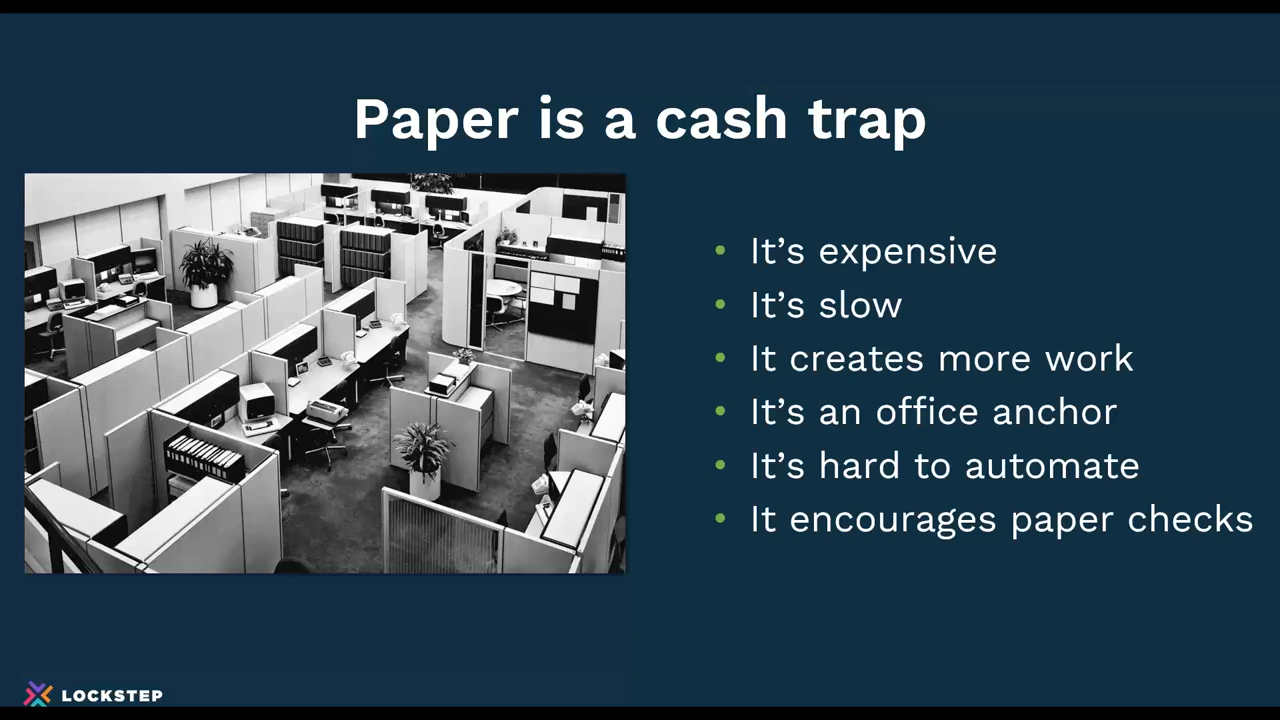 Paper is a cash trap
• It’s expensive
• It’s slow
• It creates more work
• It’s an office anchor
• It’s hard to automate
• It encourages paper checks
LOCKSTEP